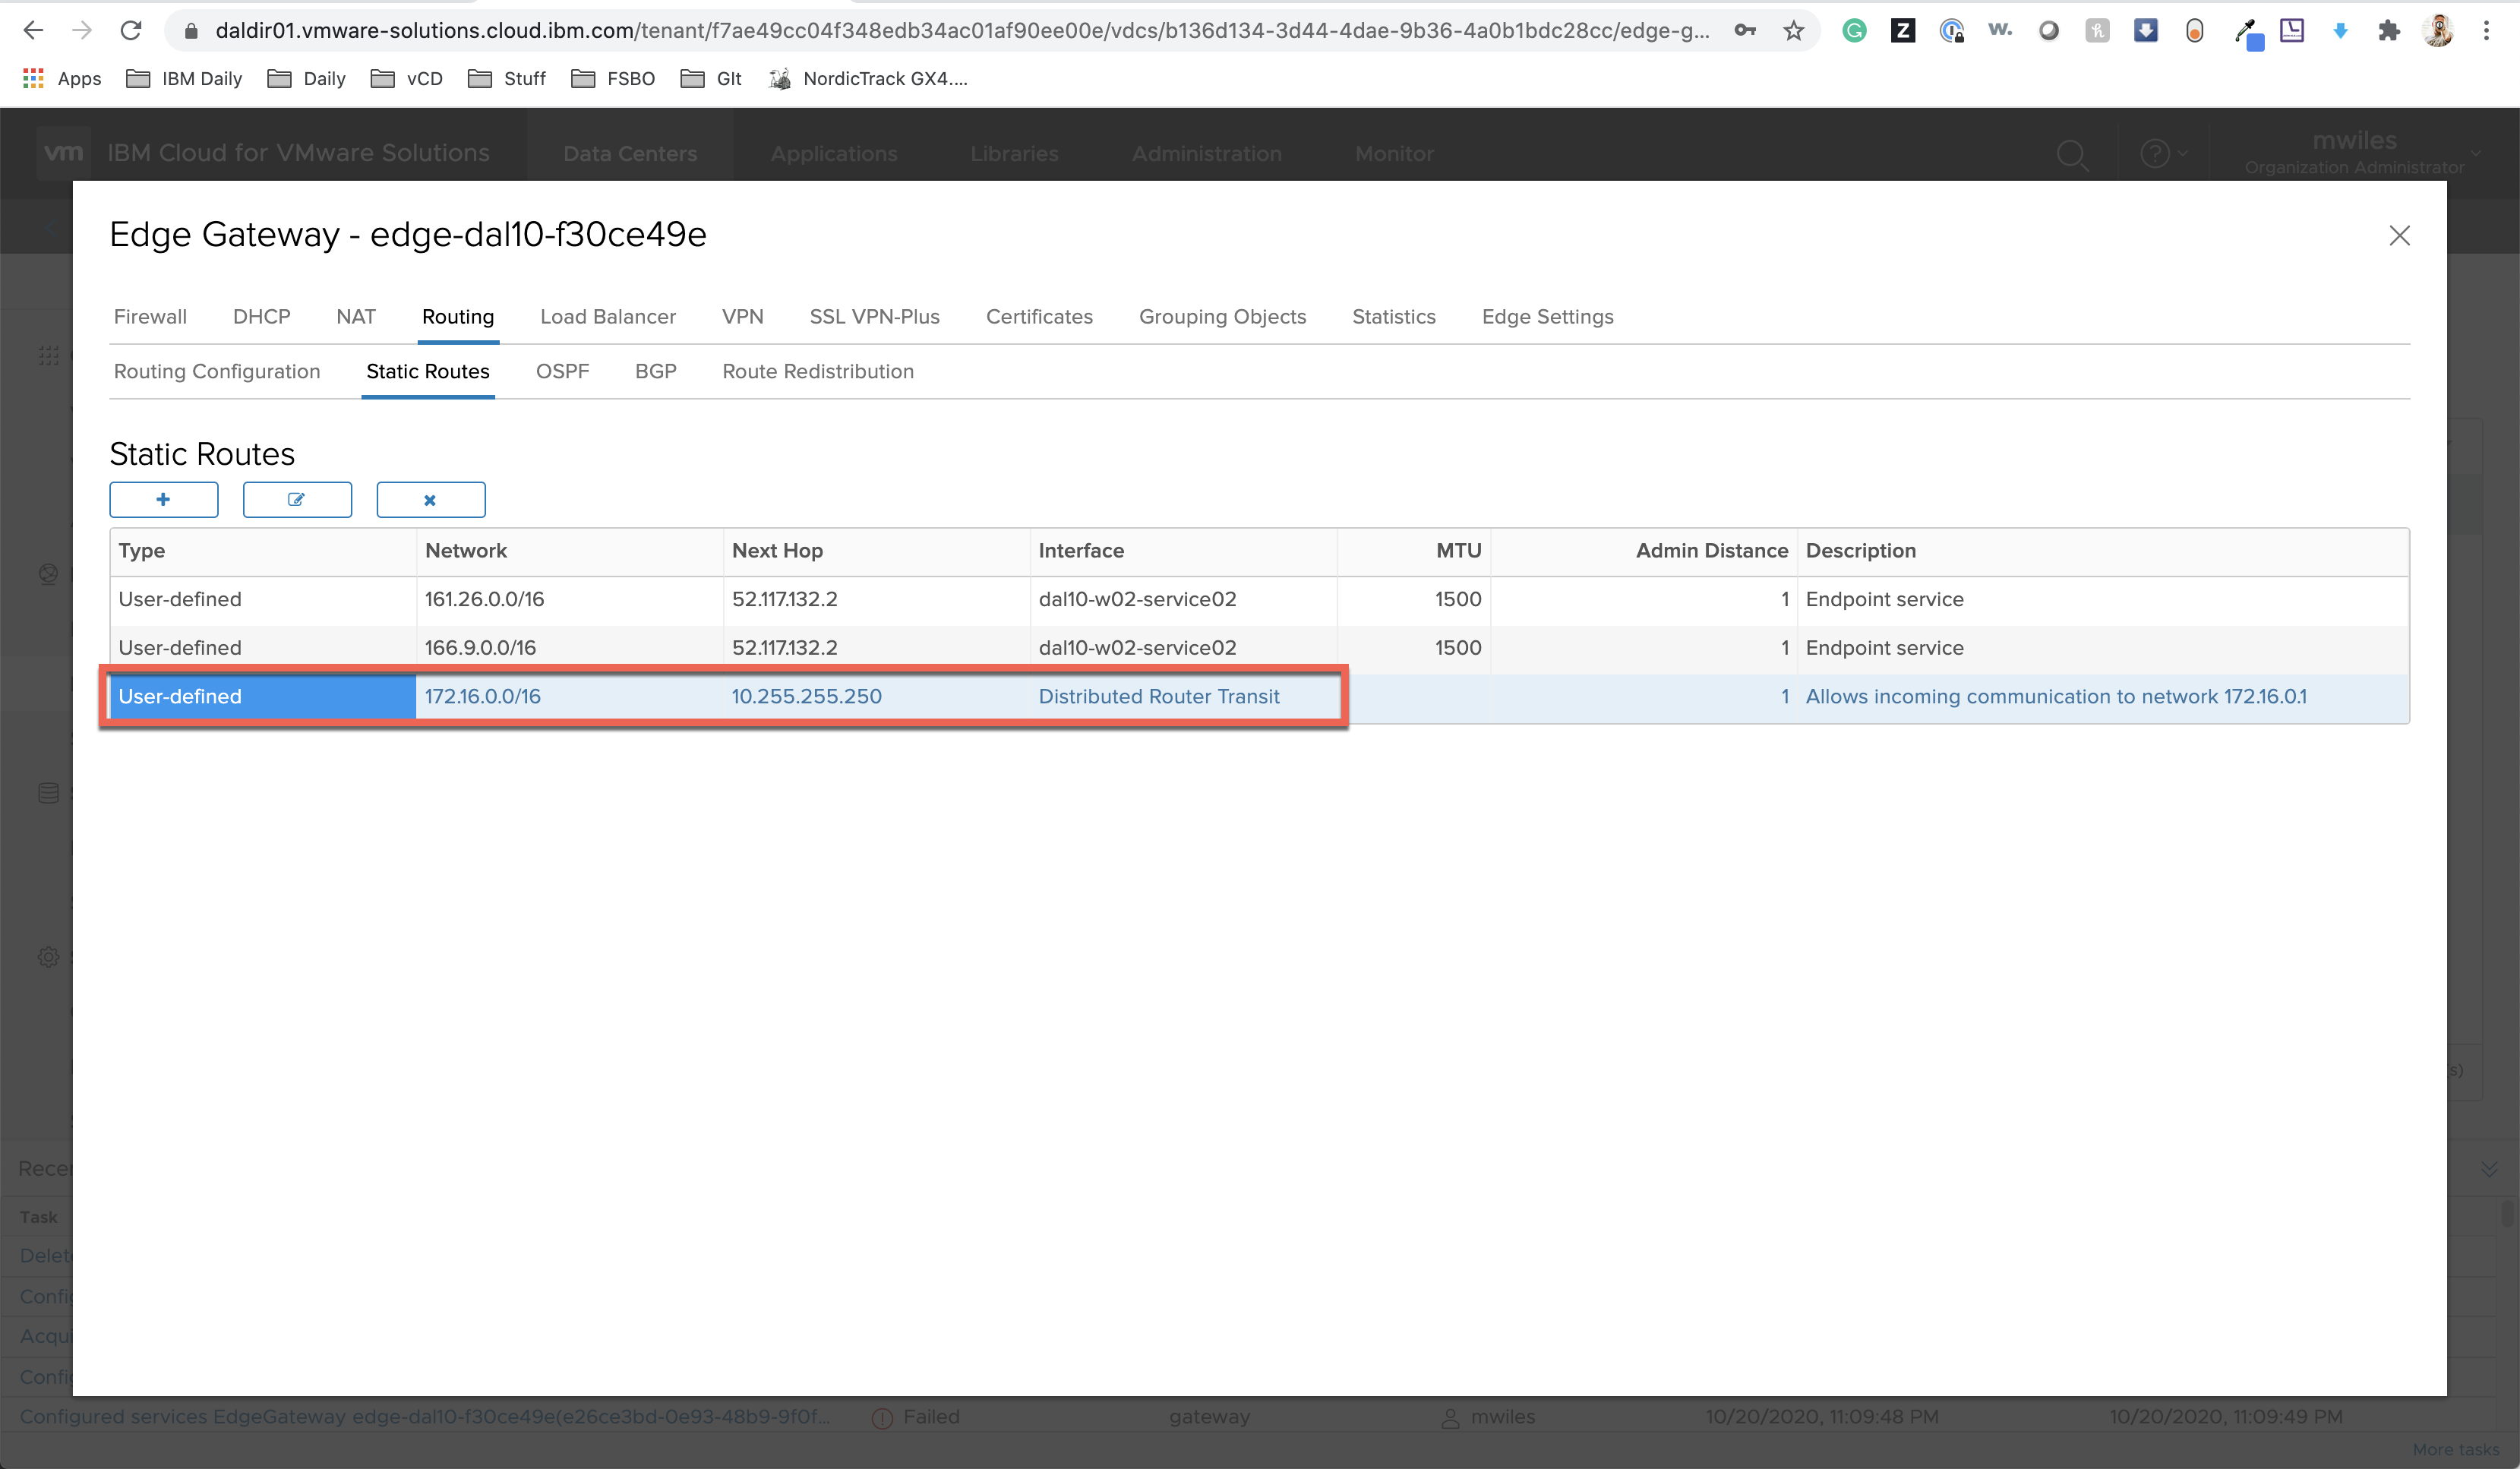 daldir01.vmware-solutions.cloud.ibm.com/tenant/f7ae49cc04f348edb34ac01af90ee00e/vdcs/b136d134-3d44-4dae-9b36-4a0b1bdc28cc/edge-g...
Apps IBM Daily Daily vCD Stuff FSBO GIt NordicTrack GX4....
vm IBM Cloud for VMware Solutions Data Centers Applications Libraries Administration Monitor mwiles
Organization Administrator
Edge Gateway - edge-dal10-f30ce49e
Firewall DHCP NAT Routing Load Balancer VPN SSL VPN-Plus Certificates Grouping Objects Statistics Edge Settings
Routing Configuration Static Routes OSPF BGP Route Redistribution
Static Routes
Type Network Next Hop Interface MTU Admin Distance Description
User-defined 161.26.0.0/16 52.117.132.2 dal10-w02-service02 1500 1 Endpoint service
User-defined 166.9.0.0/16 52.117.132.2 dal10-w02-service02 1500 1 Endpoint service
User-defined 172.16.0.0/16 10.255.255.250 Distributed Router Transit 1 Allows incoming communication to network 172.16.0.1
Task
Configured services EdgeGateway edge-dal10-f30ce49e(e26ce3bd-0e93-48b9-9f0f... Failed gateway mwiles 10/20/2020, 11:09:48 PM 10/20/2020, 11:09:49 PM
More tasks